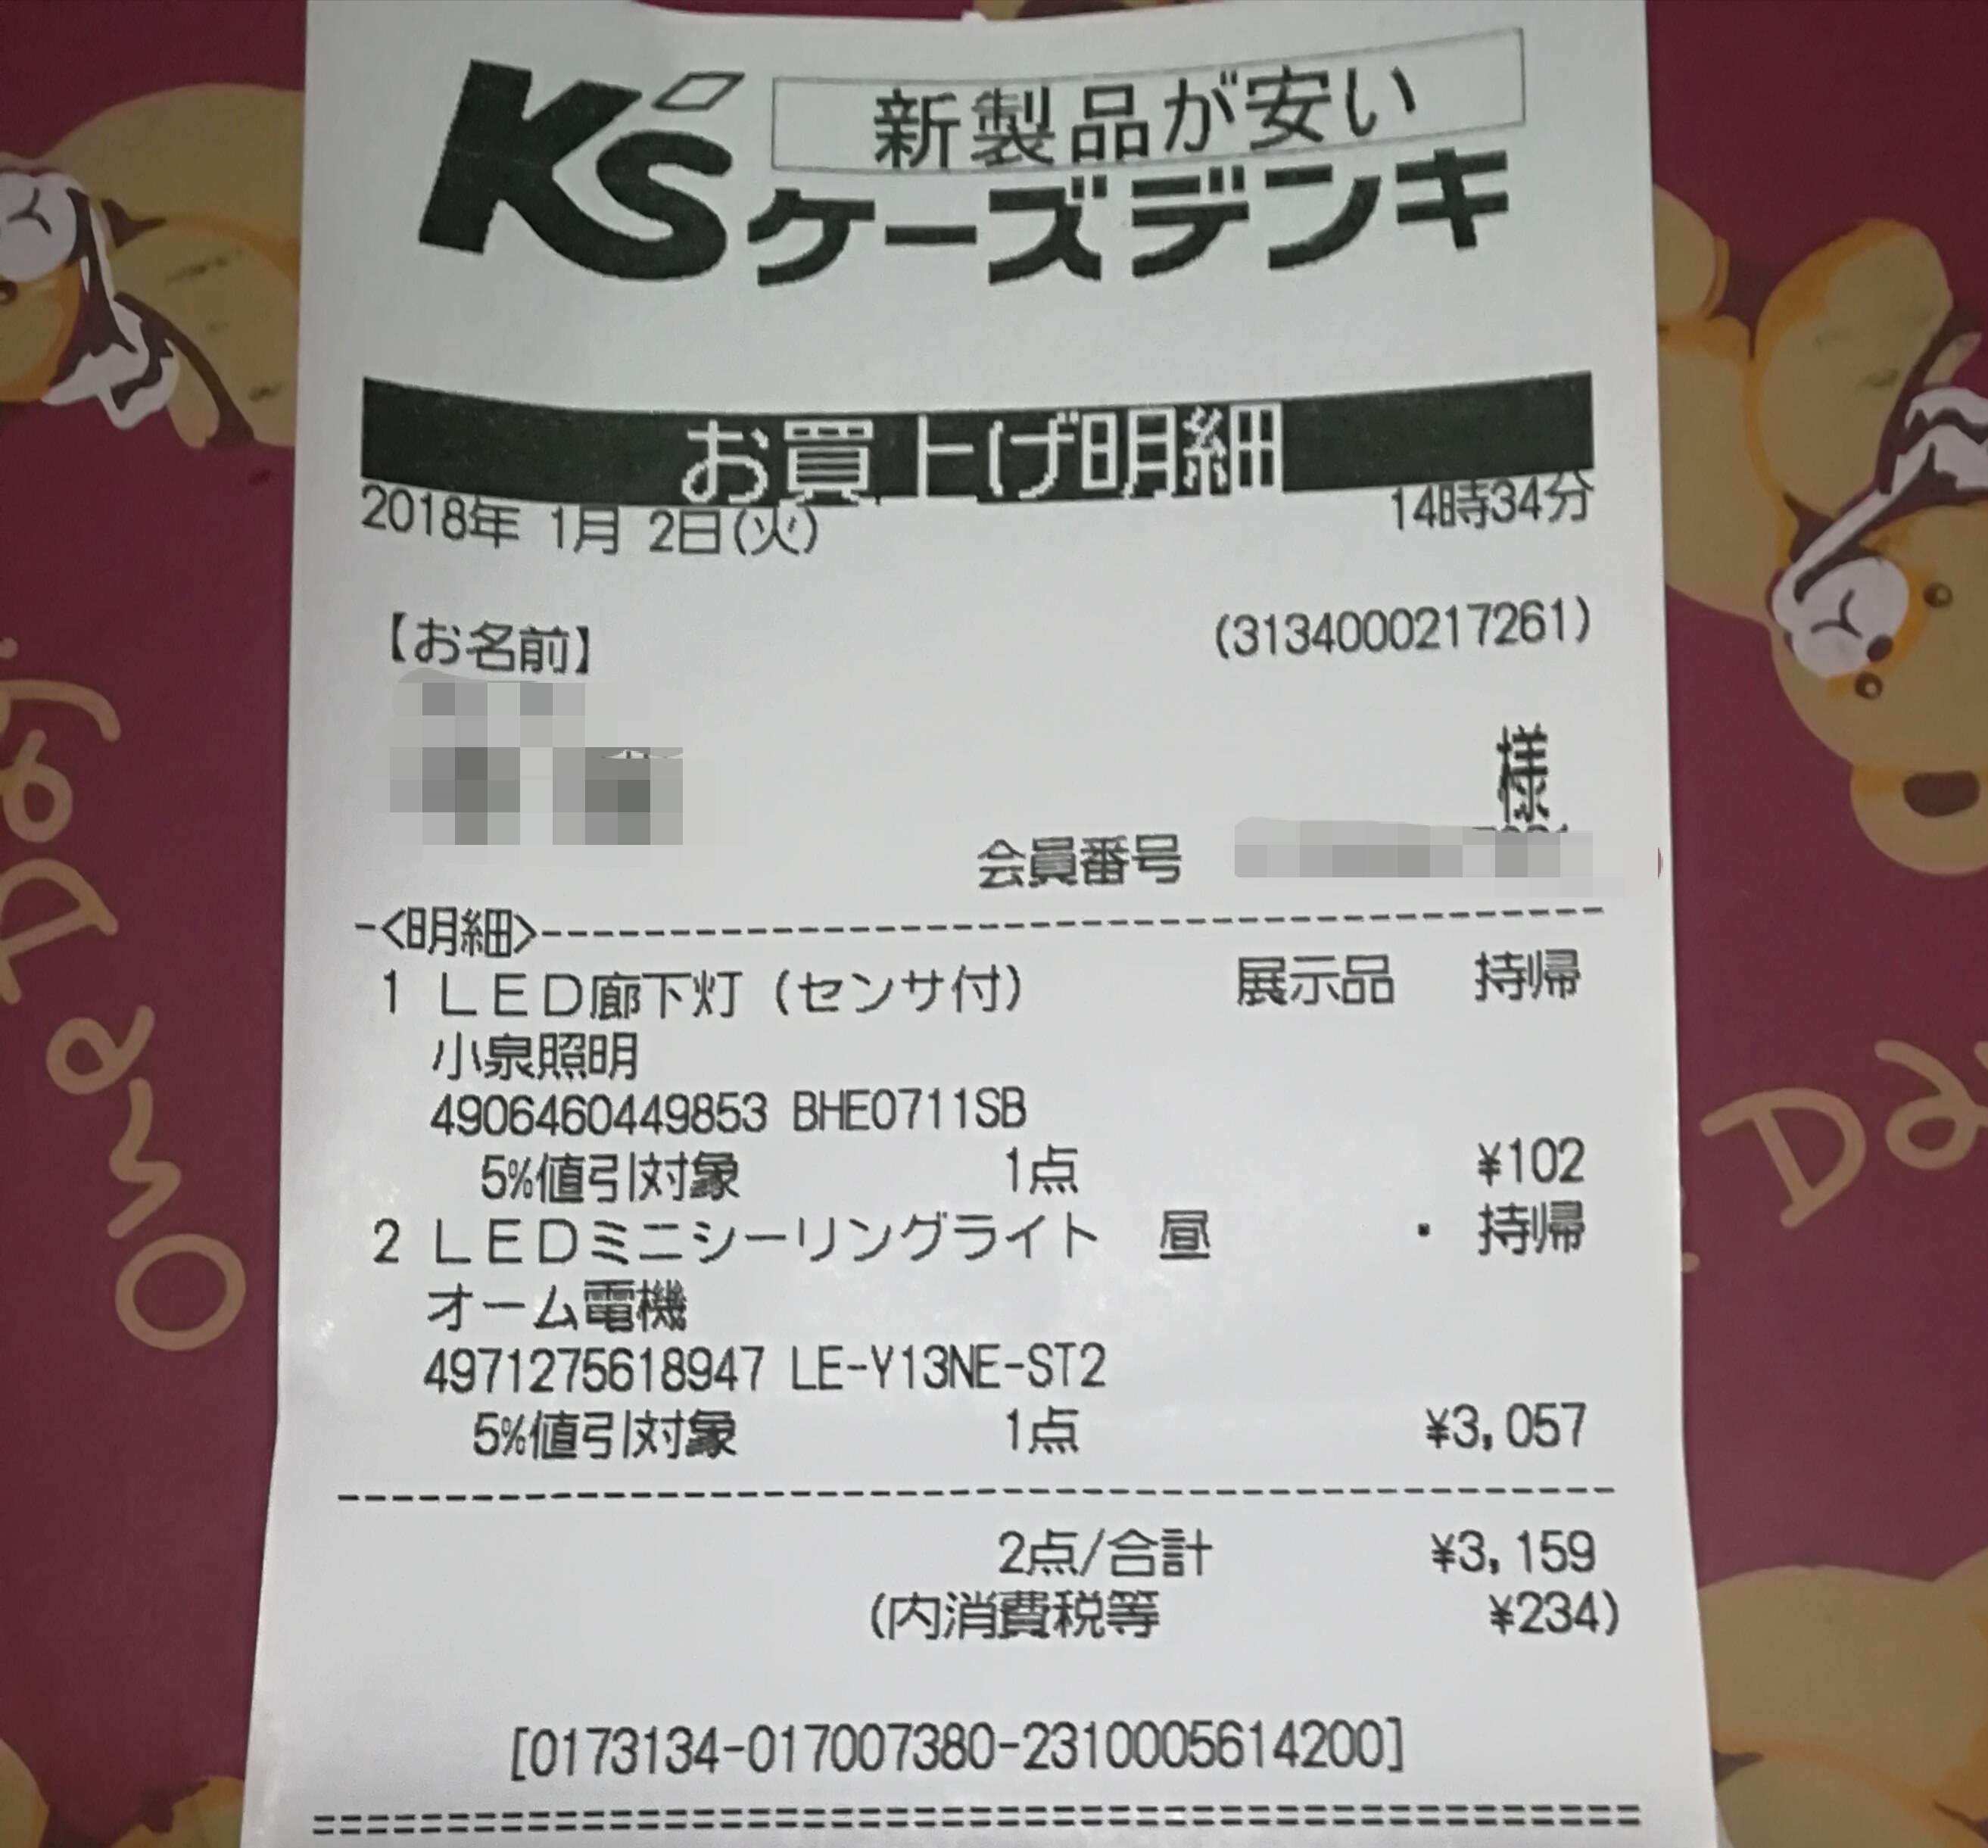 K's 新製品が安い
ケーズデンキ
お買上げ明細
2018年 1月 2日(火) 14時34分
【お名前】 (3134000217261)
様
会員番号
-<明細>----------------------------------------
1 LED廊下灯(センサ付) 展示品 持帰
小泉照明
4906460449853 BHE0711SB
5%値引対象 1点 ¥102
2 LEDミニシーリングライト 昼 ・ 持帰
オーム電機
4971275618947 LE-Y13NE-ST2
5%値引対象 1点 ¥3,057
------------------------------------------------
2点/合計 ¥3,159
(内消費税等 ¥234)
[0173134-017007380-2310005614200]
================================================
One Day
Da